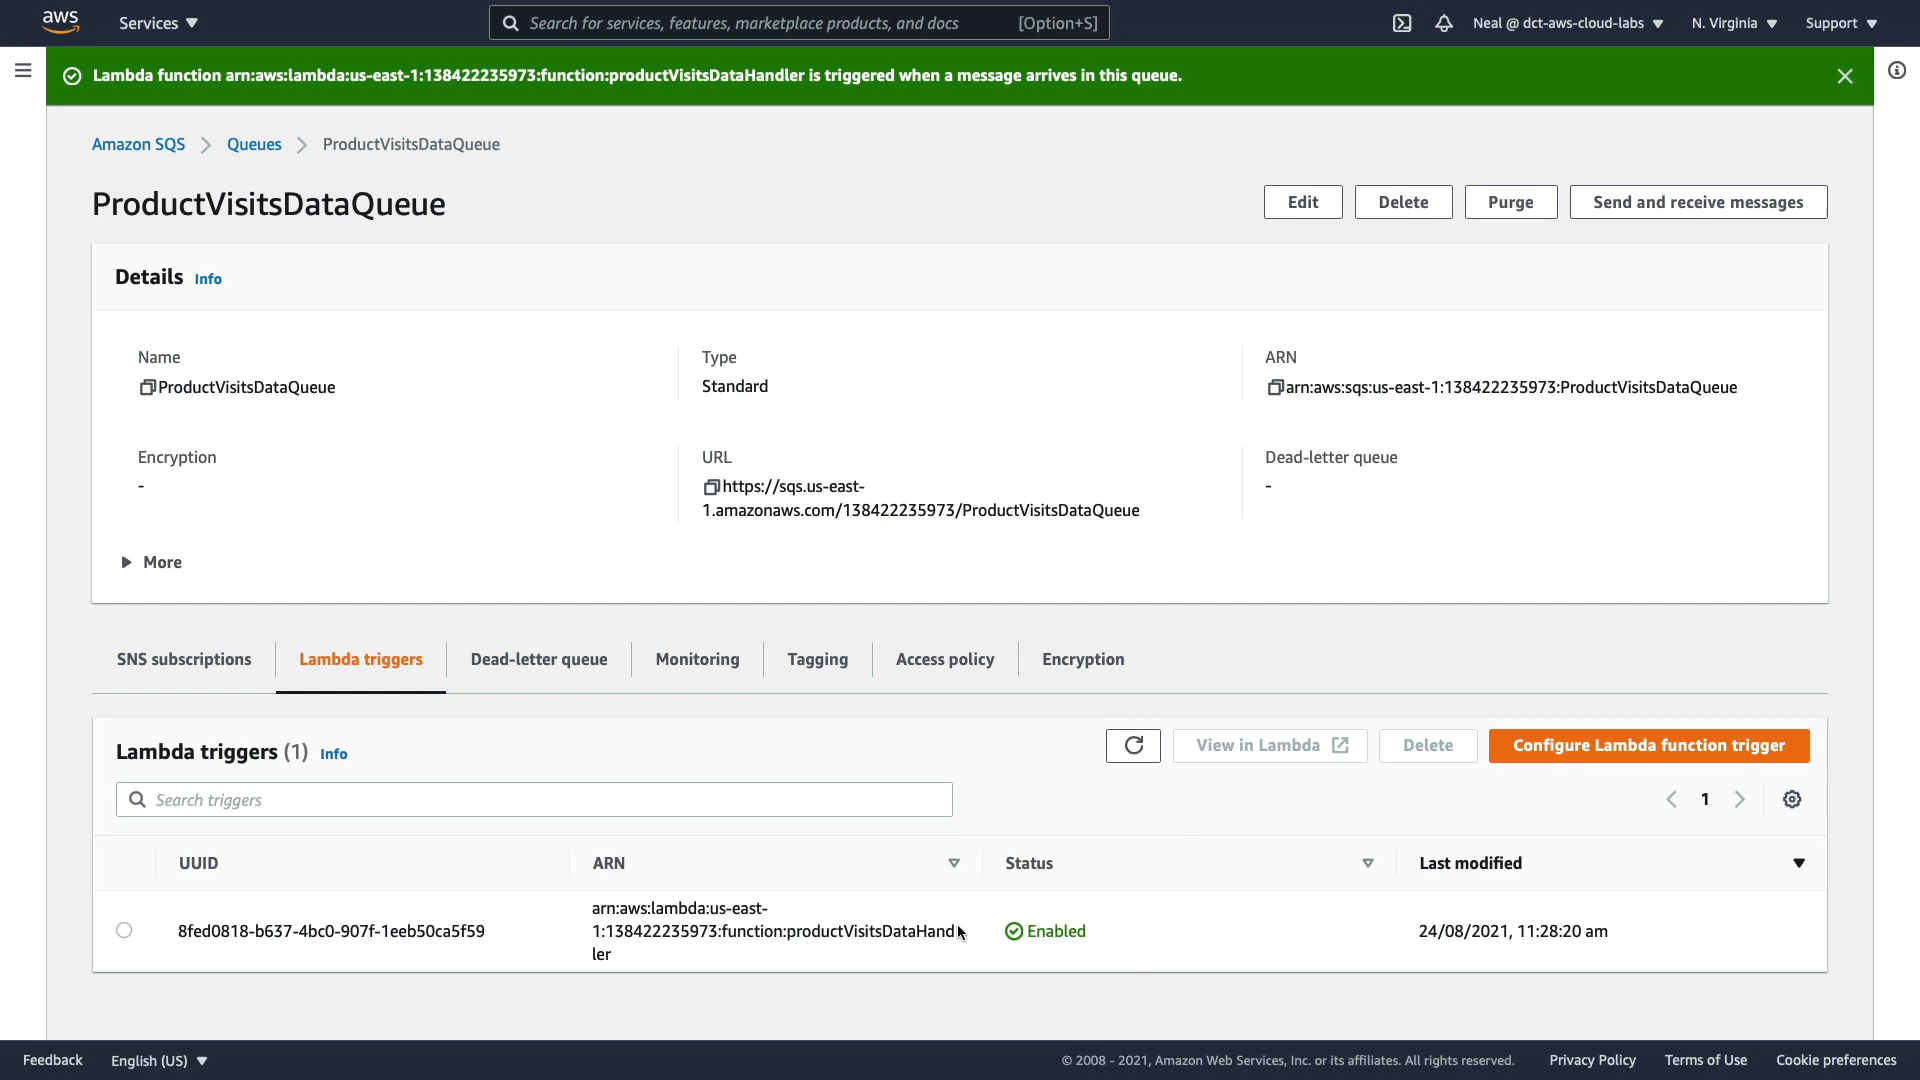 aws
Services
Search for services, features, marketplace products, and docs [Option+S]
Neal @ dct-aws-cloud-labs
N. Virginia
Support
Lambda function arn:aws:lambda:us-east-1:138422235973:function:productVisitsDataHandler is triggered when a message arrives in this queue.
Amazon SQS
Queues
ProductVisitsDataQueue
ProductVisitsDataQueue
Edit
Delete
Purge
Send and receive messages
Details Info
Name
Type
ARN
ProductVisitsDataQueue
Standard
arn:aws:sqs:us-east-1:138422235973:ProductVisitsDataQueue
Encryption
URL
Dead-letter queue
-
https://sqs.us-east-
1.amazonaws.com/138422235973/ProductVisitsDataQueue
-
More
SNS subscriptions
Lambda triggers
Dead-letter queue
Monitoring
Tagging
Access policy
Encryption
Lambda triggers (1) Info
View in Lambda
Delete
Configure Lambda function trigger
Search triggers
1
UUID
ARN
Status
Last modified
8fed0818-b637-4bc0-907f-1eeb50ca5f59
arn:aws:lambda:us-east-
1:138422235973:function:productVisitsDataHand
ler
Enabled
24/08/2021, 11:28:20 am
Feedback
English (US)
© 2008 - 2021, Amazon Web Services, Inc. or its affiliates. All rights reserved.
Privacy Policy
Terms of Use
Cookie preferences